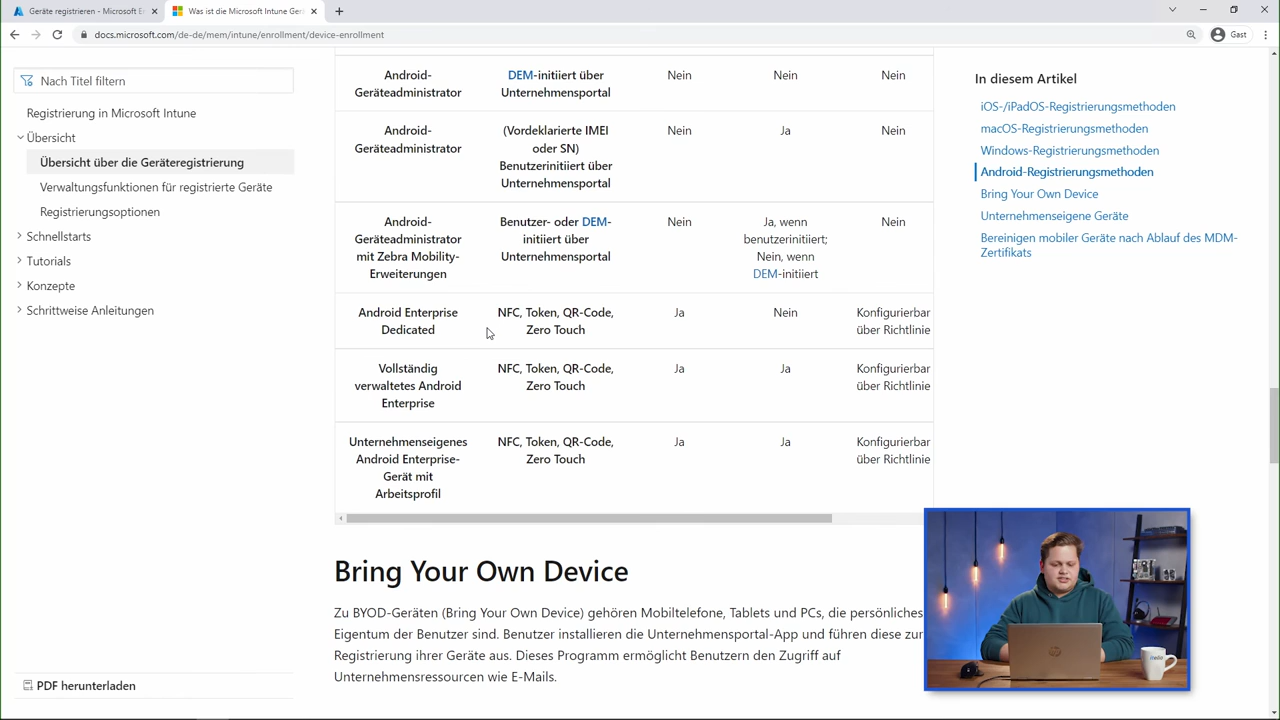 Geräte registrieren - Microsoft E
Was ist die Microsoft Intune Ger
docs.microsoft.com/de-de/mem/intune/enrollment/device-enrollment
Gast
Nach Titel filtern
Registrierung in Microsoft Intune
Übersicht
Übersicht über die Geräteregistrierung
Verwaltungsfunktionen für registrierte Geräte
Registrierungsoptionen
Schnellstarts
Tutorials
Konzepte
Schrittweise Anleitungen
PDF herunterladen
Android-
Geräteadministrator
DEM-initiiert über
Unternehmensportal
Nein
Nein
Nein
Android-
Geräteadministrator
(Vordeklarierte IMEI
oder SN)
Benutzerinitiiert über
Unternehmensportal
Nein
Ja
Nein
Android-
Geräteadministrator
mit Zebra Mobility-
Erweiterungen
Benutzer- oder DEM-
initiiert über
Unternehmensportal
Nein
Ja, wenn
benutzerinitiiert;
Nein, wenn
DEM-initiiert
Nein
Android Enterprise
Dedicated
NFC, Token, QR-Code,
Zero Touch
Ja
Nein
Konfigurierbar
über Richtlinie
Vollständig
verwaltetes Android
Enterprise
NFC, Token, QR-Code,
Zero Touch
Ja
Ja
Konfigurierbar
über Richtlinie
Unternehmenseigenes
Android Enterprise-
Gerät mit
Arbeitsprofil
NFC, Token, QR-Code,
Zero Touch
Ja
Ja
Konfigurierbar
über Richtlinie
Bring Your Own Device
Zu BYOD-Geräten (Bring Your Own Device) gehören Mobiltelefone, Tablets und PCs, die persönliches
Eigentum der Benutzer sind. Benutzer installieren die Unternehmensportal-App und führen diese zur
Registrierung ihrer Geräte aus. Dieses Programm ermöglicht Benutzern den Zugriff auf
Unternehmensressourcen wie E-Mails.
In diesem Artikel
iOS-/iPadOS-Registrierungsmethoden
macOS-Registrierungsmethoden
Windows-Registrierungsmethoden
Android-Registrierungsmethoden
Bring Your Own Device
Unternehmenseigene Geräte
Bereinigen mobiler Geräte nach Ablauf des MDM-
Zertifikats